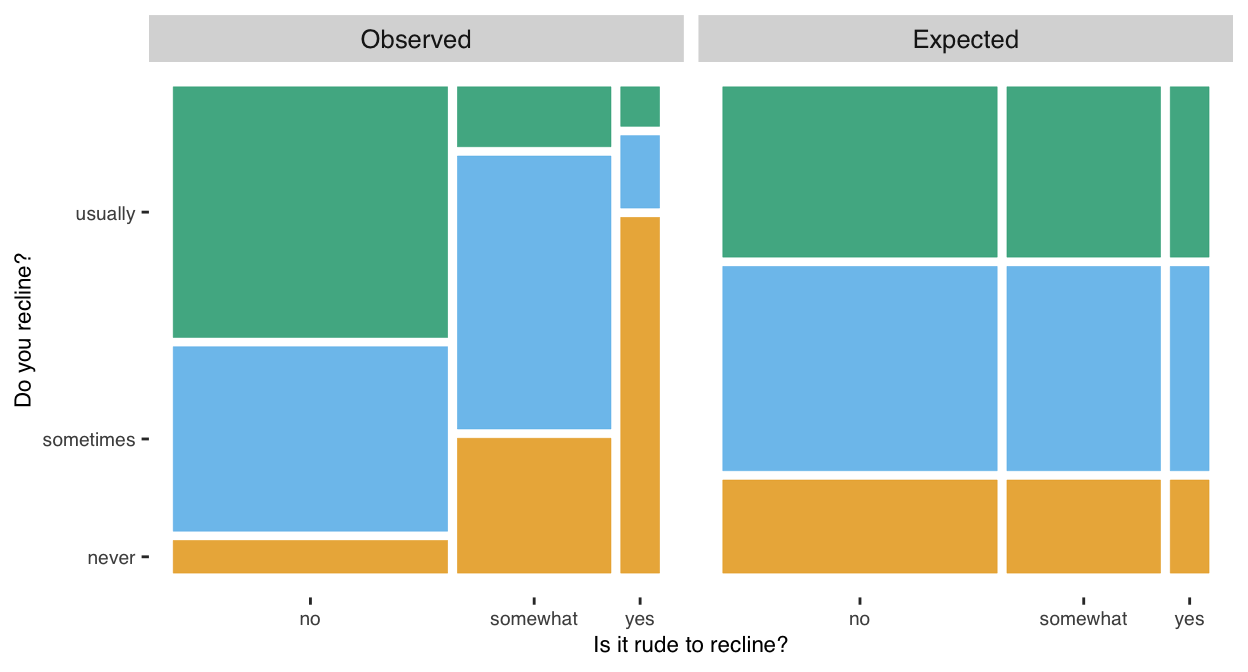 Observed
Expected
Do you recline?
usually
sometimes
never
no
somewhat
yes
no
somewhat
yes
Is it rude to recline?